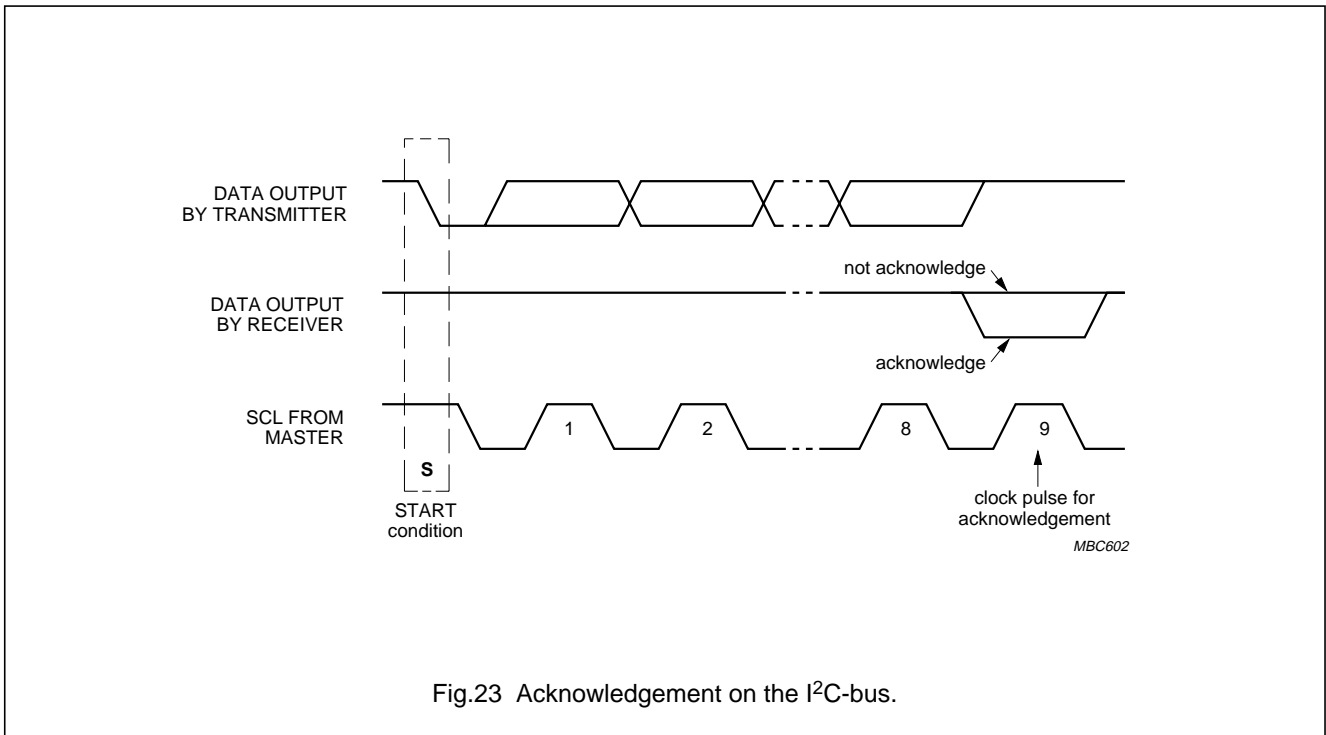 DATA OUTPUT
BY TRANSMITTER
not acknowledge
DATA OUTPUT
BY RECEIVER
acknowledge
SCL FROM
MASTER
1
2
8
9
S
START
condition
clock pulse for
acknowledgement
MBC602
Fig.23 Acknowledgement on the I²C-bus.